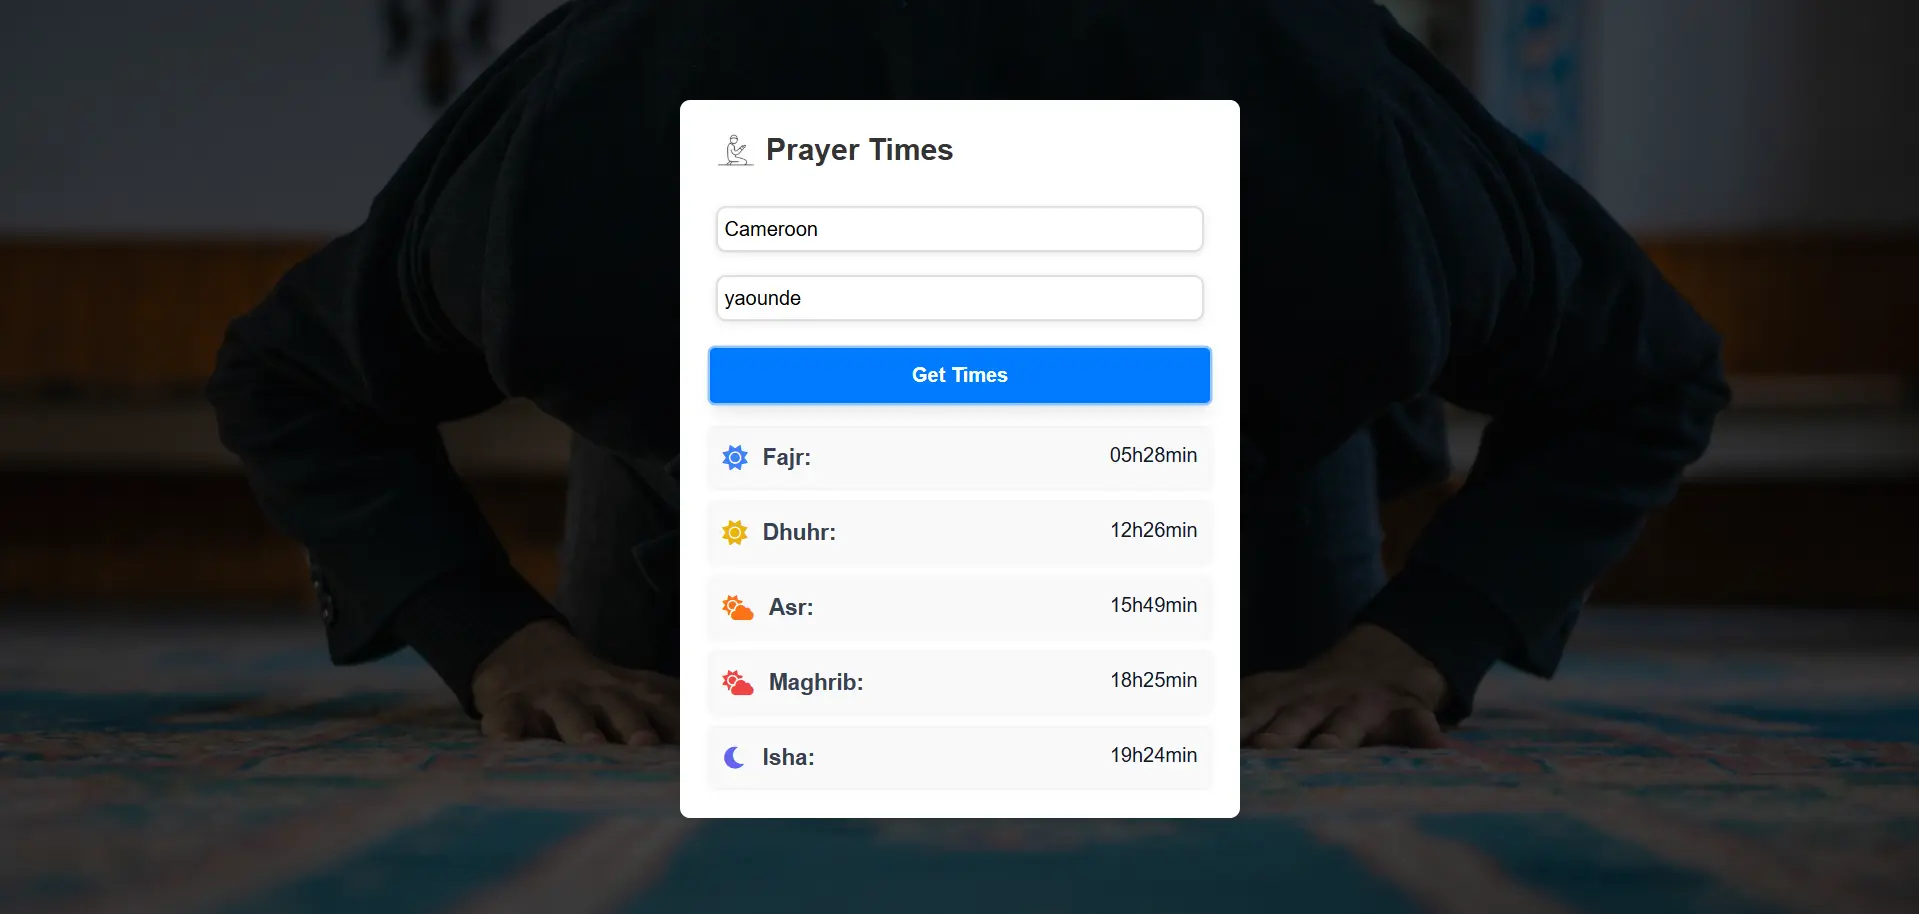 Prayer Times
Cameroon
yaounde
Get Times
Fajr: 05h28min
Dhuhr: 12h26min
Asr: 15h49min
Maghrib: 18h25min
Isha: 19h24min